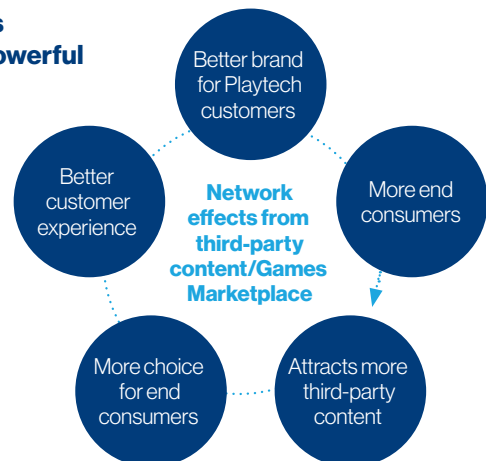 s
owerful
Better brand
for Playtech
customers
Better
customer
experience
Network
effects from
third-party
content/Games
Marketplace
More end
consumers
More choice
for end
consumers
Attracts more
third-party
content